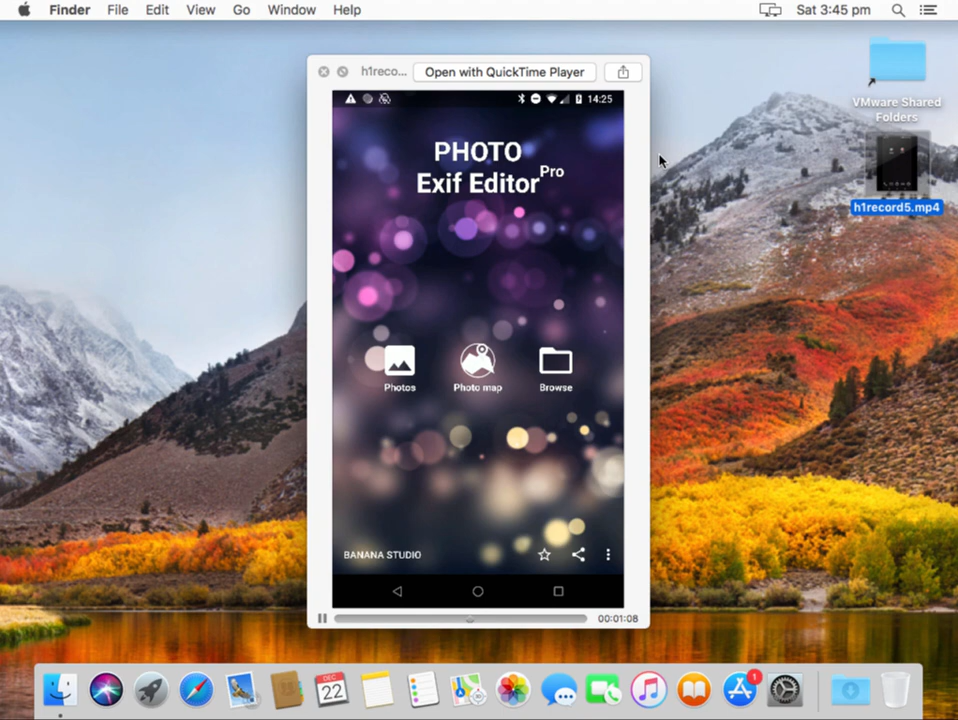 Finder File Edit View Go Window Help
Sat 3:45 pm
h1reco...
Open with QuickTime Player
14:25
PHOTO
Exif Editor Pro
Photos
Photo map
Browse
BANANA STUDIO
00:01:08
VMware Shared
Folders
h1record5.mp4
DEC
22
1